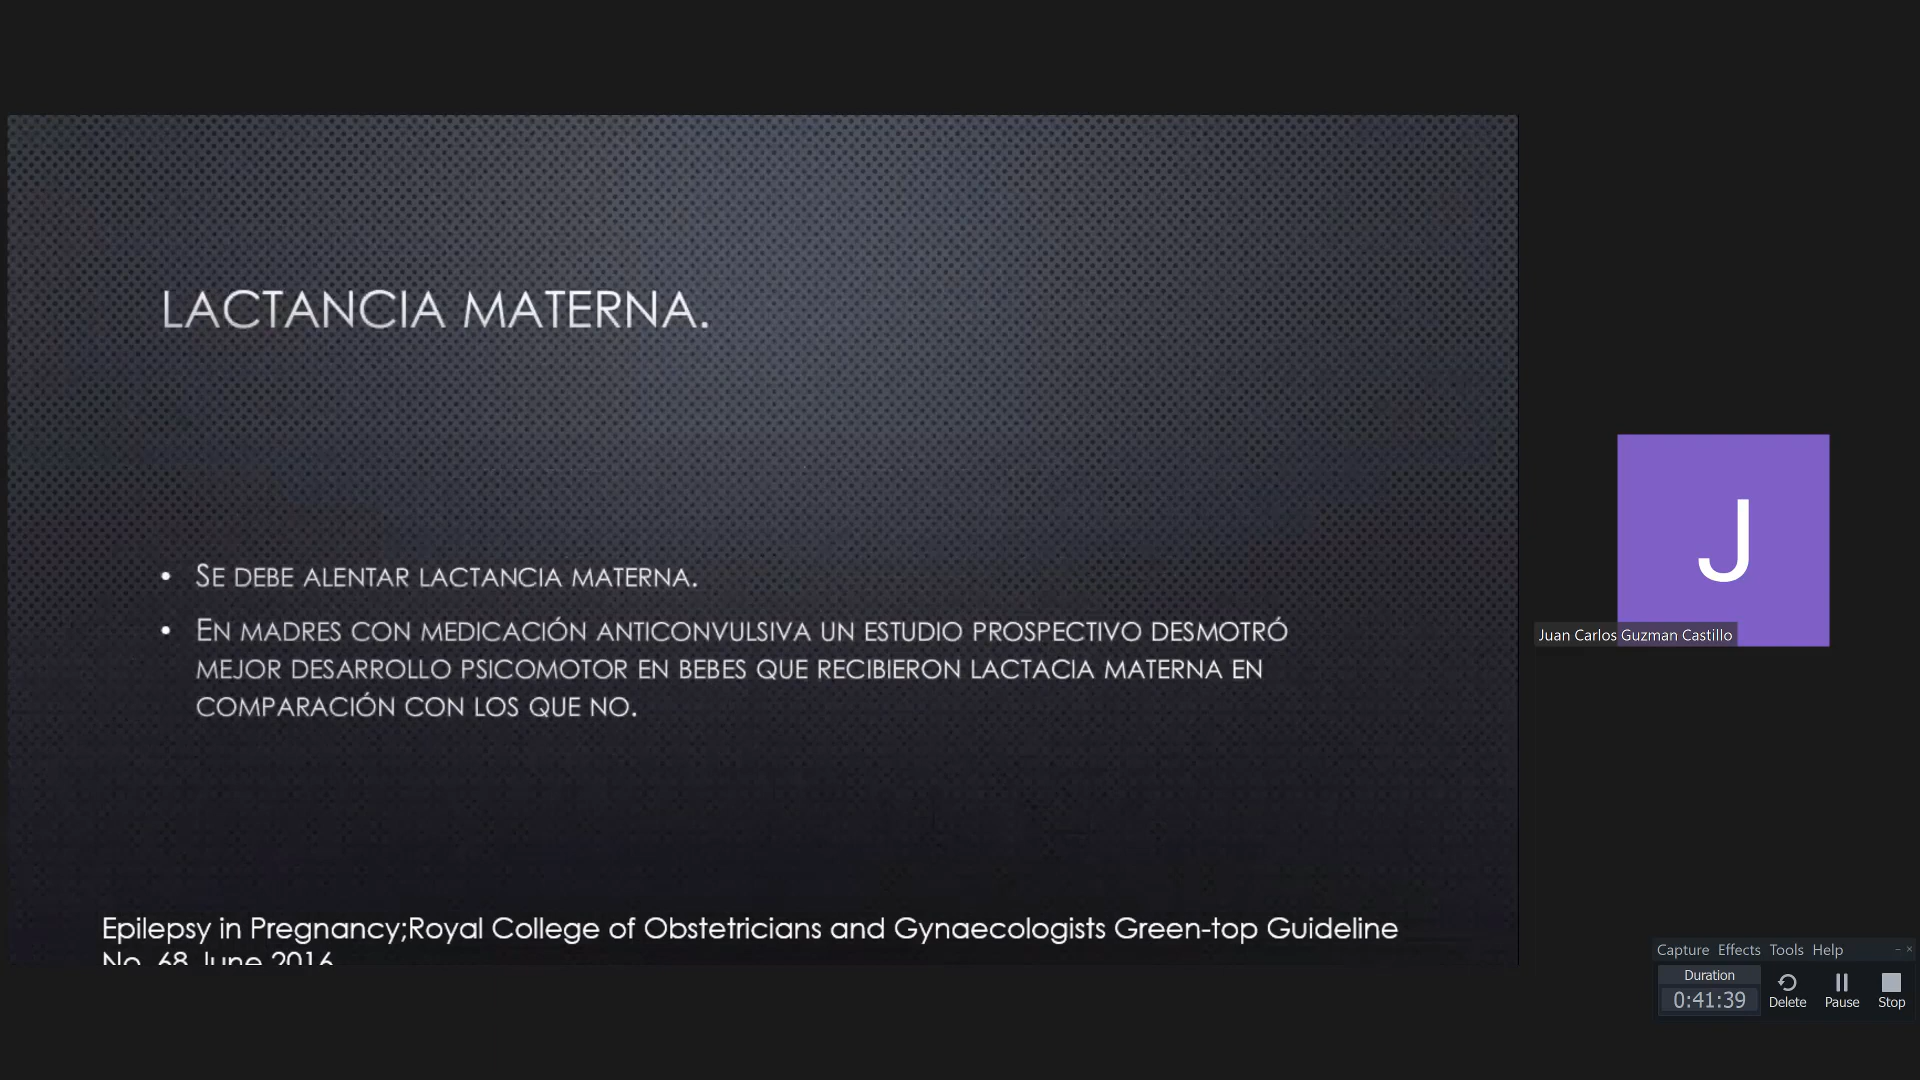 LACTANCIA MATERNA.
• SE DEBE ALENTAR LACTANCIA MATERNA.
• EN MADRES CON MEDICACIÓN ANTICONVULSIVA UN ESTUDIO PROSPECTIVO DESMOTRÓ
MEJOR DESARROLLO PSICOMOTOR EN BEBES QUE RECIBIERON LACTACIA MATERNA EN
COMPARACIÓN CON LOS QUE NO.
Epilepsy in Pregnancy;Royal College of Obstetricians and Gynaecologists Green-top Guideline
No. 68 June 2016
J
Juan Carlos Guzman Castillo
Capture Effects Tools Help
Duration
0:41:39
Delete Pause Stop